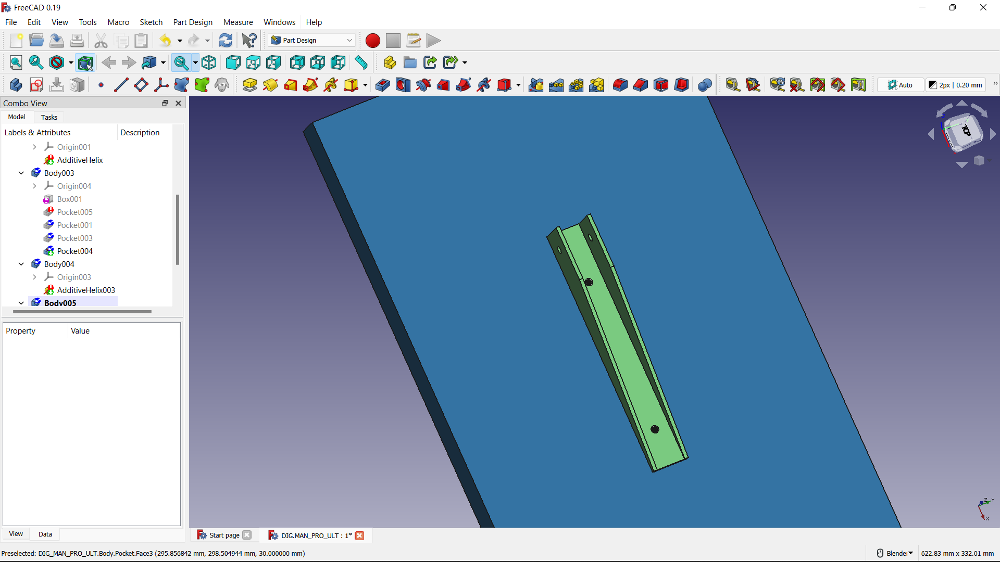 FreeCAD 0.19
File Edit View Tools Macro Sketch Part Design Measure Windows Help
Part Design
Auto
2px | 0.20 mm
Combo View
Model Tasks
Labels & Attributes Description
Origin001
AdditiveHelix
Body003
Origin004
Box001
Pocket005
Pocket001
Pocket003
Pocket004
Body004
Origin003
AdditiveHelix003
Body005
Property Value
View Data
TOP
Z
Z Y
X
Start page
DIG.MAN_PRO_ULT : 1*
Preselected: DIG_MAN_PRO_ULT.Body.Pocket.Face3 (295.856842 mm, 298.504944 mm, 30.000000 mm)
Blender
622.83 mm x 332.01 mm